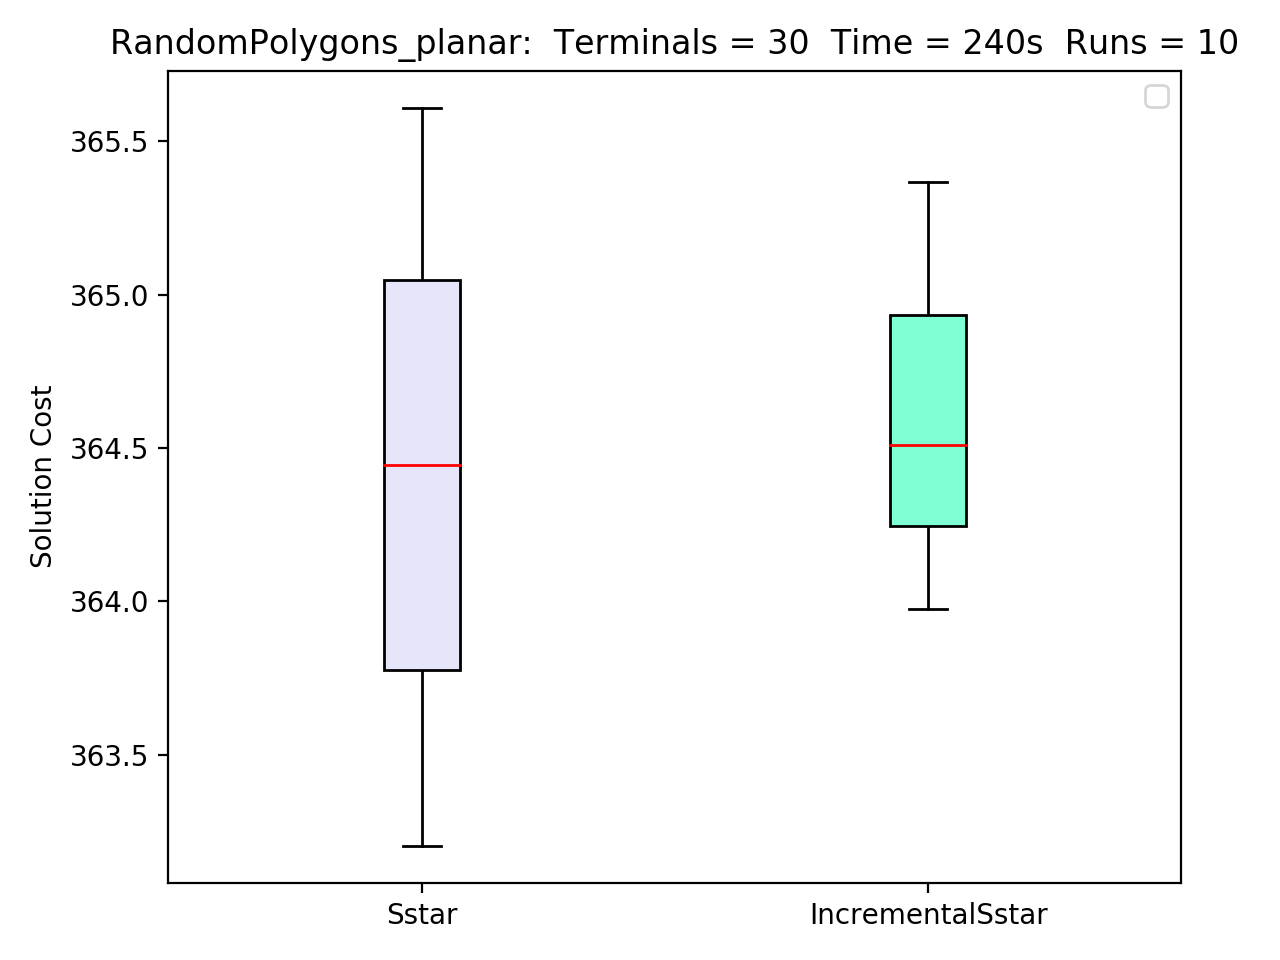 RandomPolygons_planar:  Terminals = 30  Time = 240s  Runs = 10
365.5
365.0
364.5
364.0
363.5
Solution Cost
Sstar
IncrementalSstar